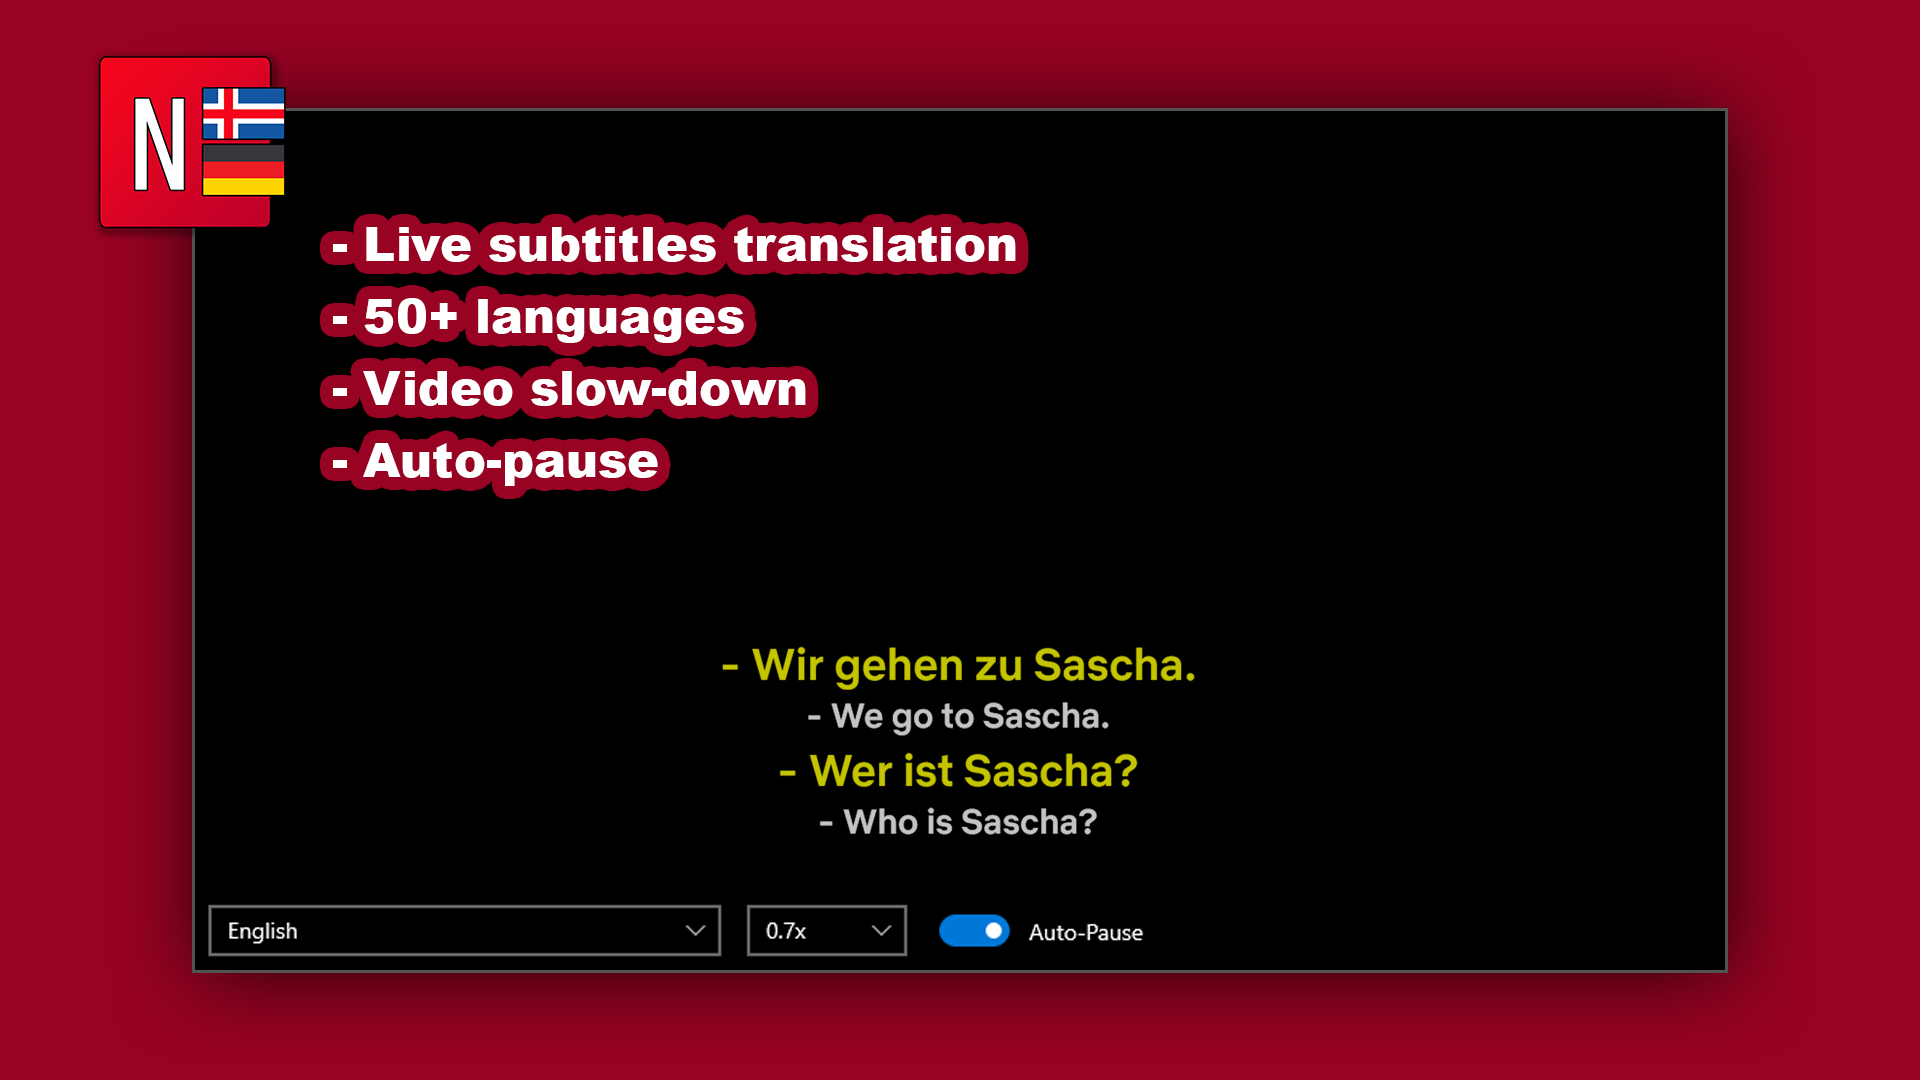 N
- Live subtitles translation
- 50+ languages
- Video slow-down
- Auto-pause
- Wir gehen zu Sascha.
- We go to Sascha.
- Wer ist Sascha?
- Who is Sascha?
English 0.7x Auto-Pause